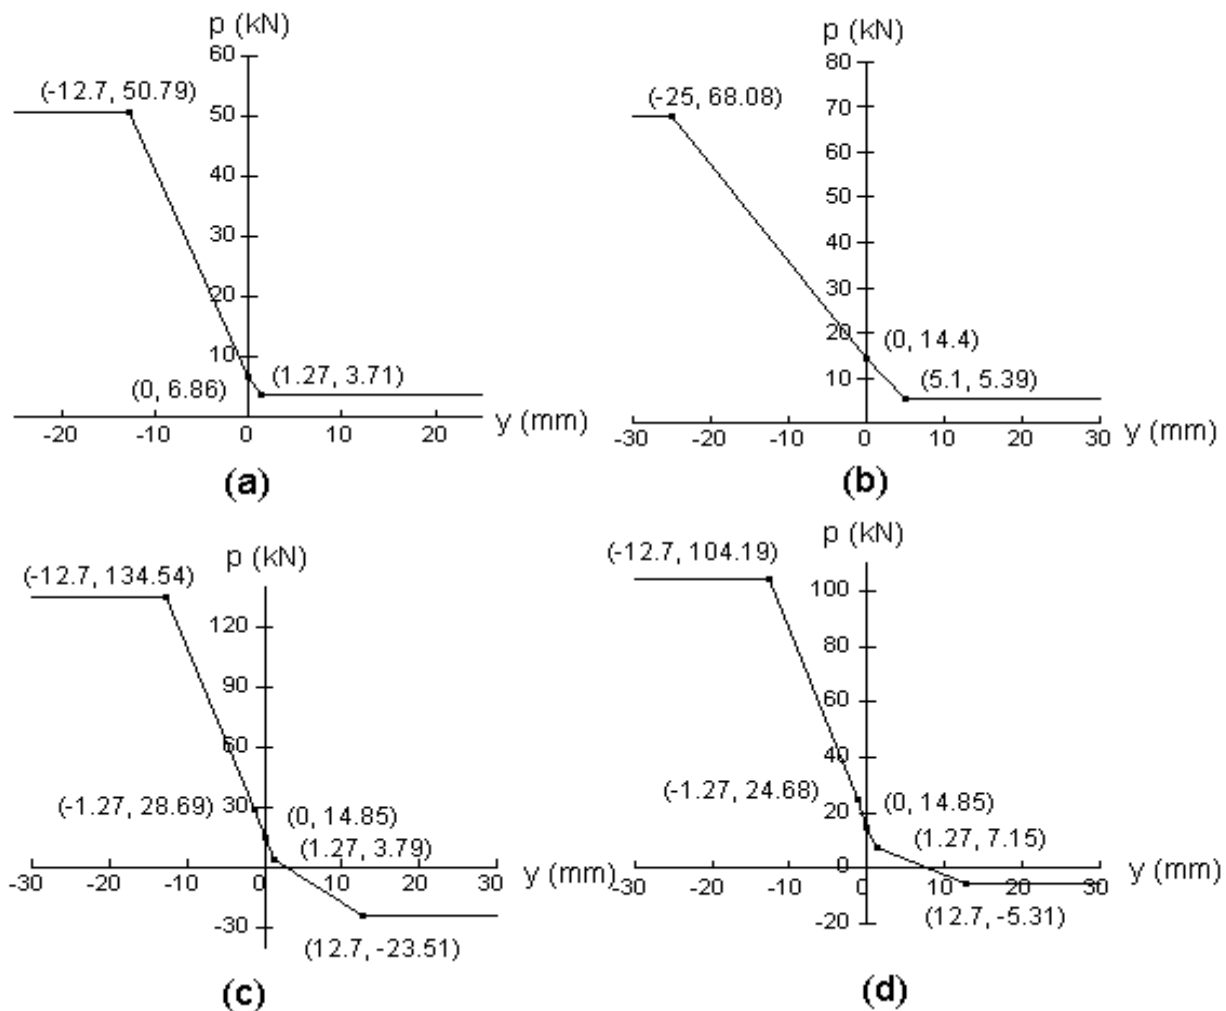 p (kN)
60
50
40
30
20
10
(-12.7, 50.79)
(0, 6.86)
(1.27, 3.71)
-20 -10 0 10 20
y (mm)
(a)
p (kN)
80
70
60
50
40
30
20
10
(-25, 68.08)
(0, 14.4)
(5.1, 5.39)
-30 -20 -10 0 10 20 30
y (mm)
(b)
p (kN)
120
90
60
30
-30
(-12.7, 134.54)
(-1.27, 28.69)
(0, 14.85)
(1.27, 3.79)
-30 -20 -10 0 10 20 30
y (mm)
(12.7, -23.51)
(c)
p (kN)
100
80
60
40
20
0
-20
(-12.7, 104.19)
(-1.27, 24.68)
(0, 14.85)
(1.27, 7.15)
-30 -20 -10 0 10 20 30
y (mm)
(12.7, -5.31)
(d)